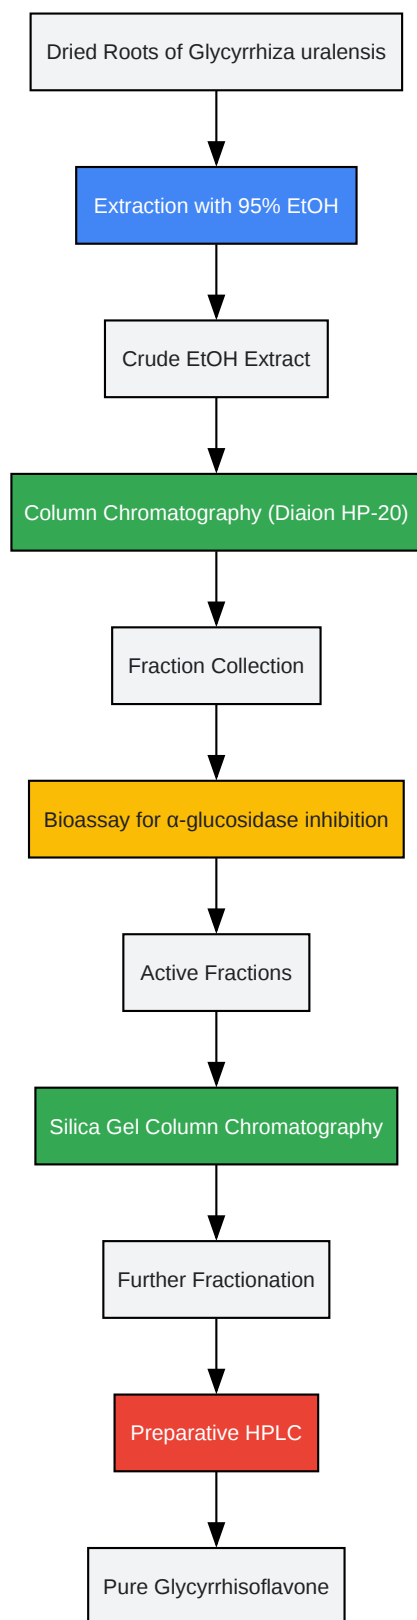 Dried Roots of Glycyrrhiza uralensis
Extraction with 95% EtOH
Crude EtOH Extract
Column Chromatography (Diaion HP-20)
Fraction Collection
Bioassay for α-glucosidase inhibition
Active Fractions
Silica Gel Column Chromatography
Further Fractionation
Preparative HPLC
Pure Glycyrrhisoflavone